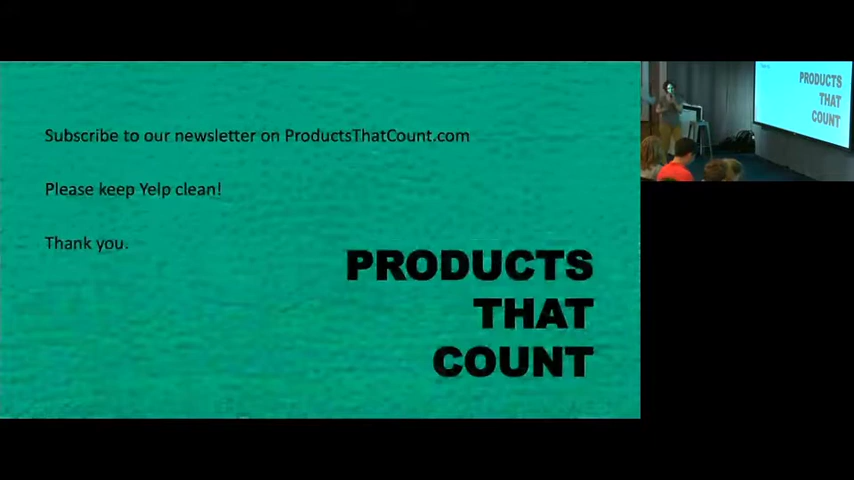 Subscribe to our newsletter on ProductsThatCount.com
Please keep Yelp clean!
Thank you.
PRODUCTS
THAT
COUNT
PRODUCTS
THAT
COUNT